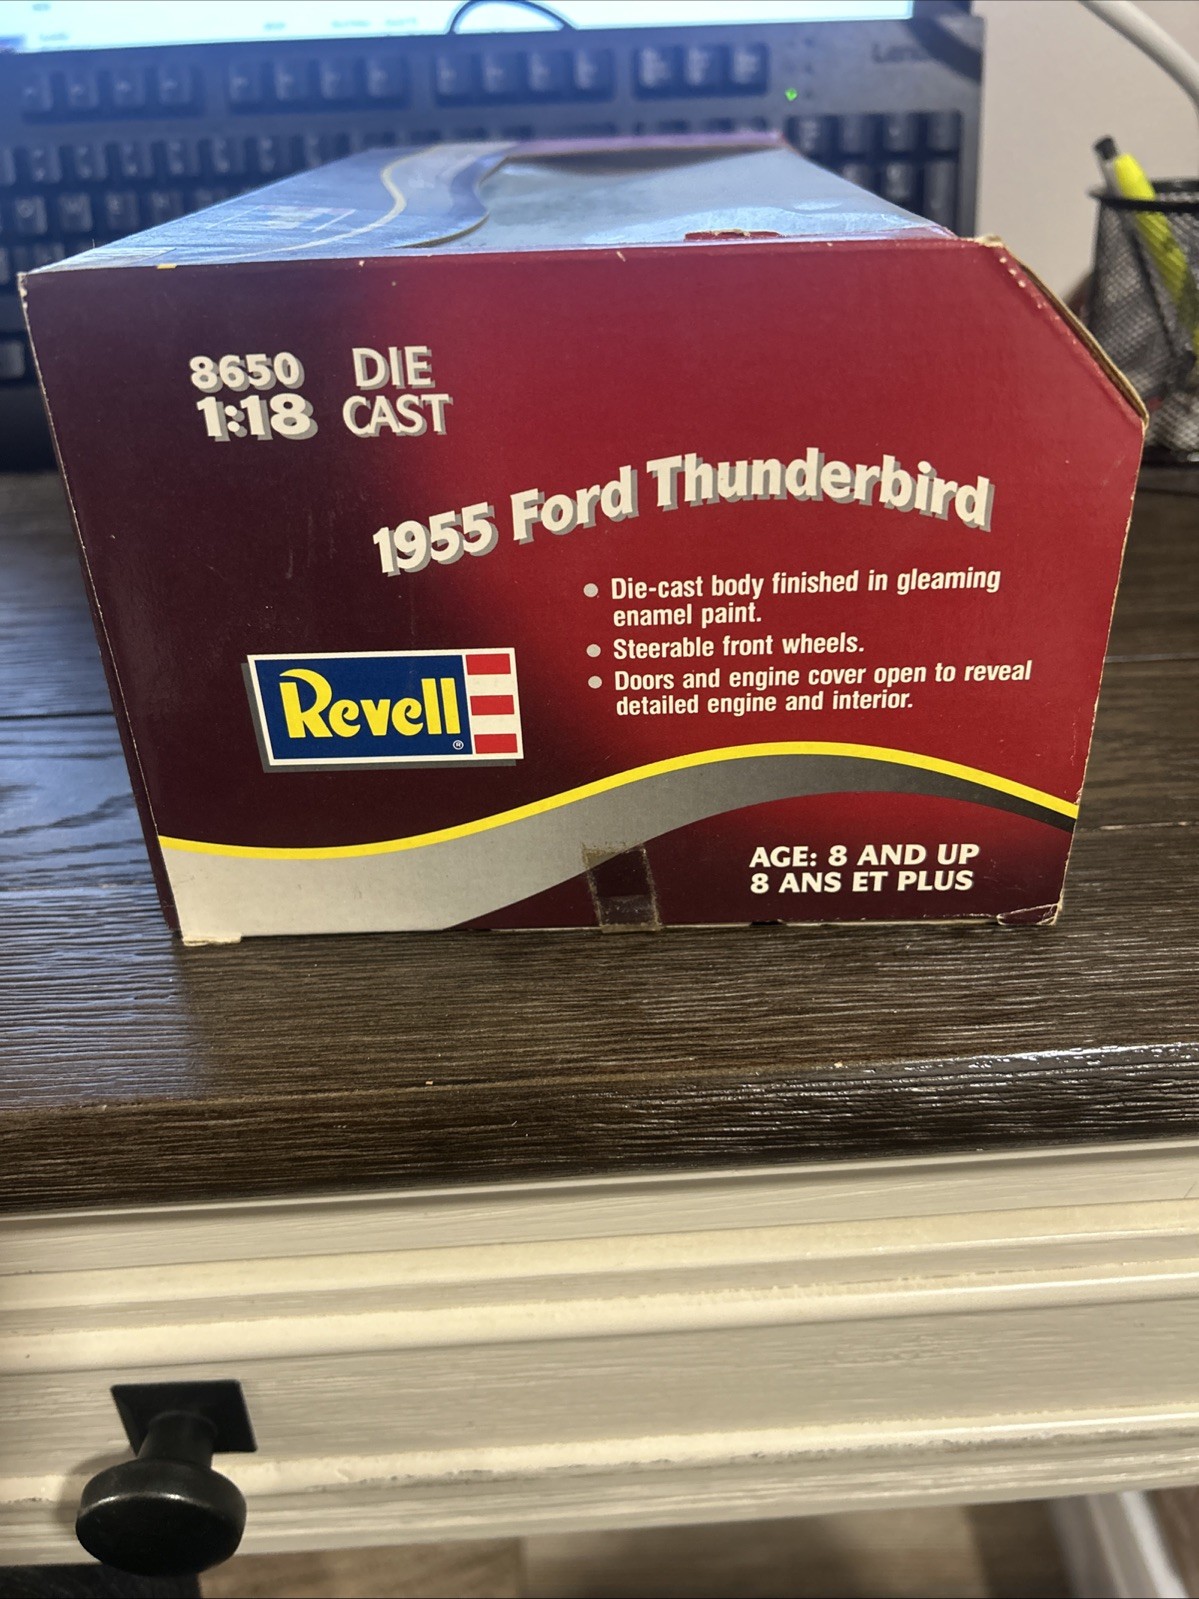 8650 DIE
1:18 CAST
1955 Ford Thunderbird
• Die-cast body finished in gleaming
enamel paint.
• Steerable front wheels.
• Doors and engine cover open to reveal
detailed engine and interior.
Revell®
AGE: 8 AND UP
8 ANS ET PLUS